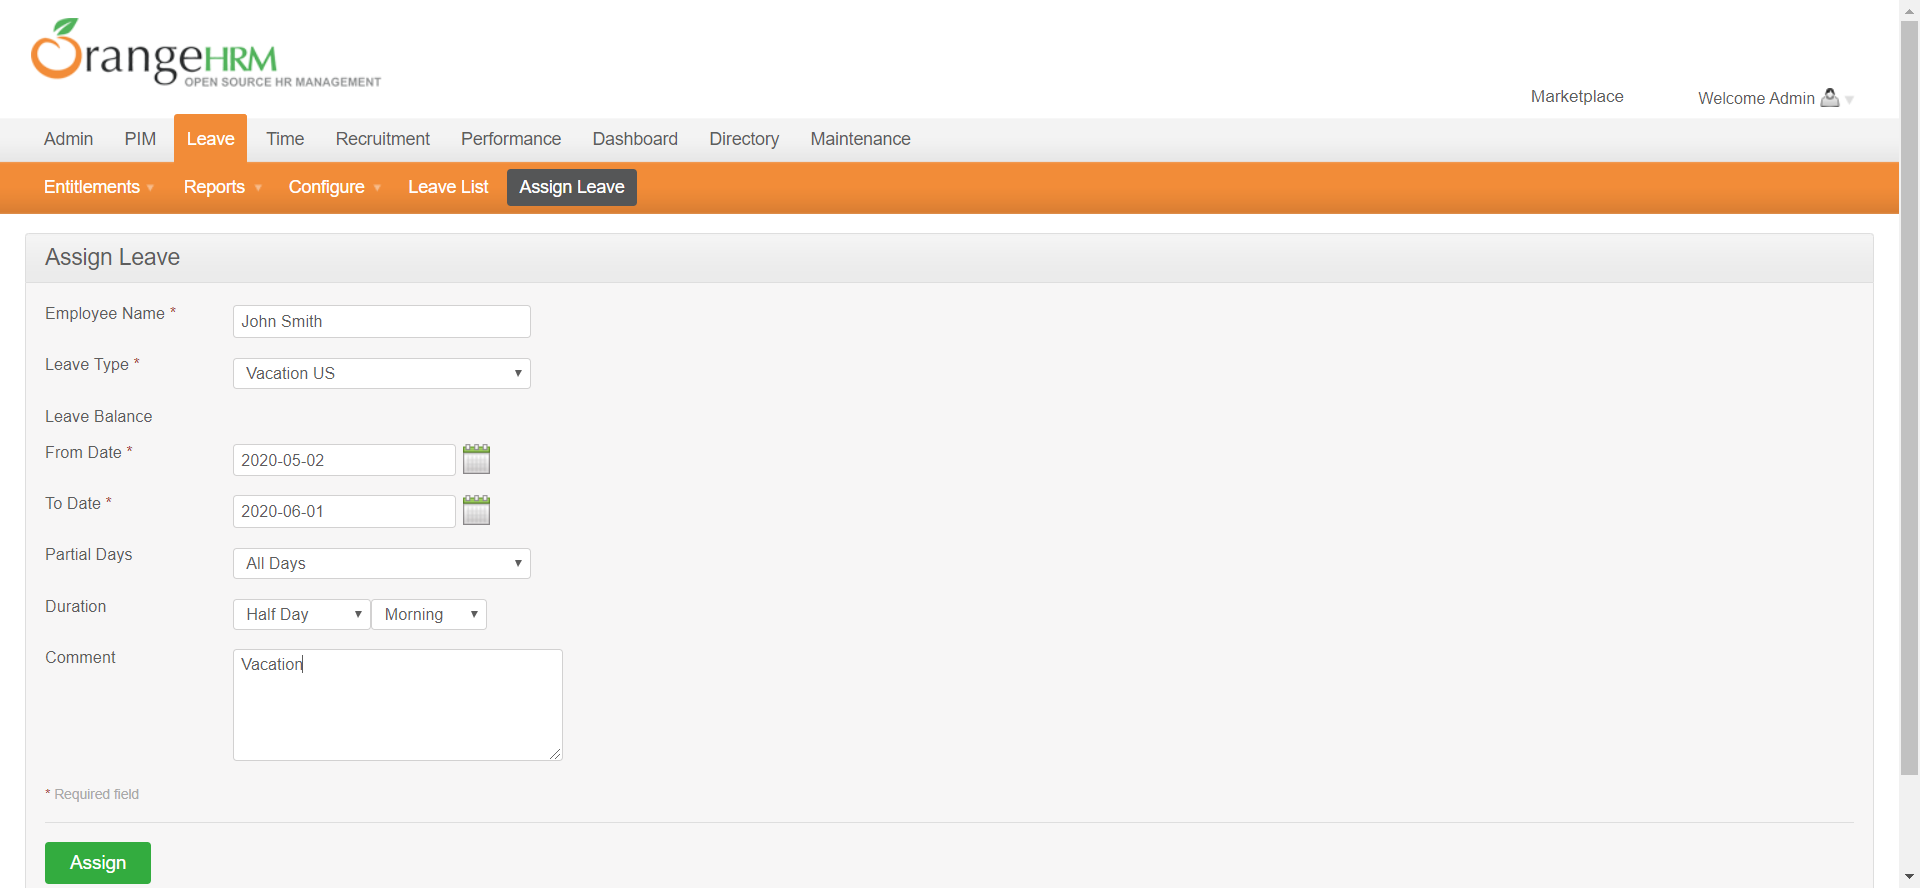 OrangeHRM
OPEN SOURCE HR MANAGEMENT
Marketplace
Welcome Admin
Admin PIM Leave Time Recruitment Performance Dashboard Directory Maintenance
Entitlements Reports Configure Leave List Assign Leave
Assign Leave
Employee Name * John Smith
Leave Type * Vacation US
Leave Balance
From Date * 2020-05-02
To Date * 2020-06-01
Partial Days All Days
Duration Half Day Morning
Comment Vacation
* Required field
Assign